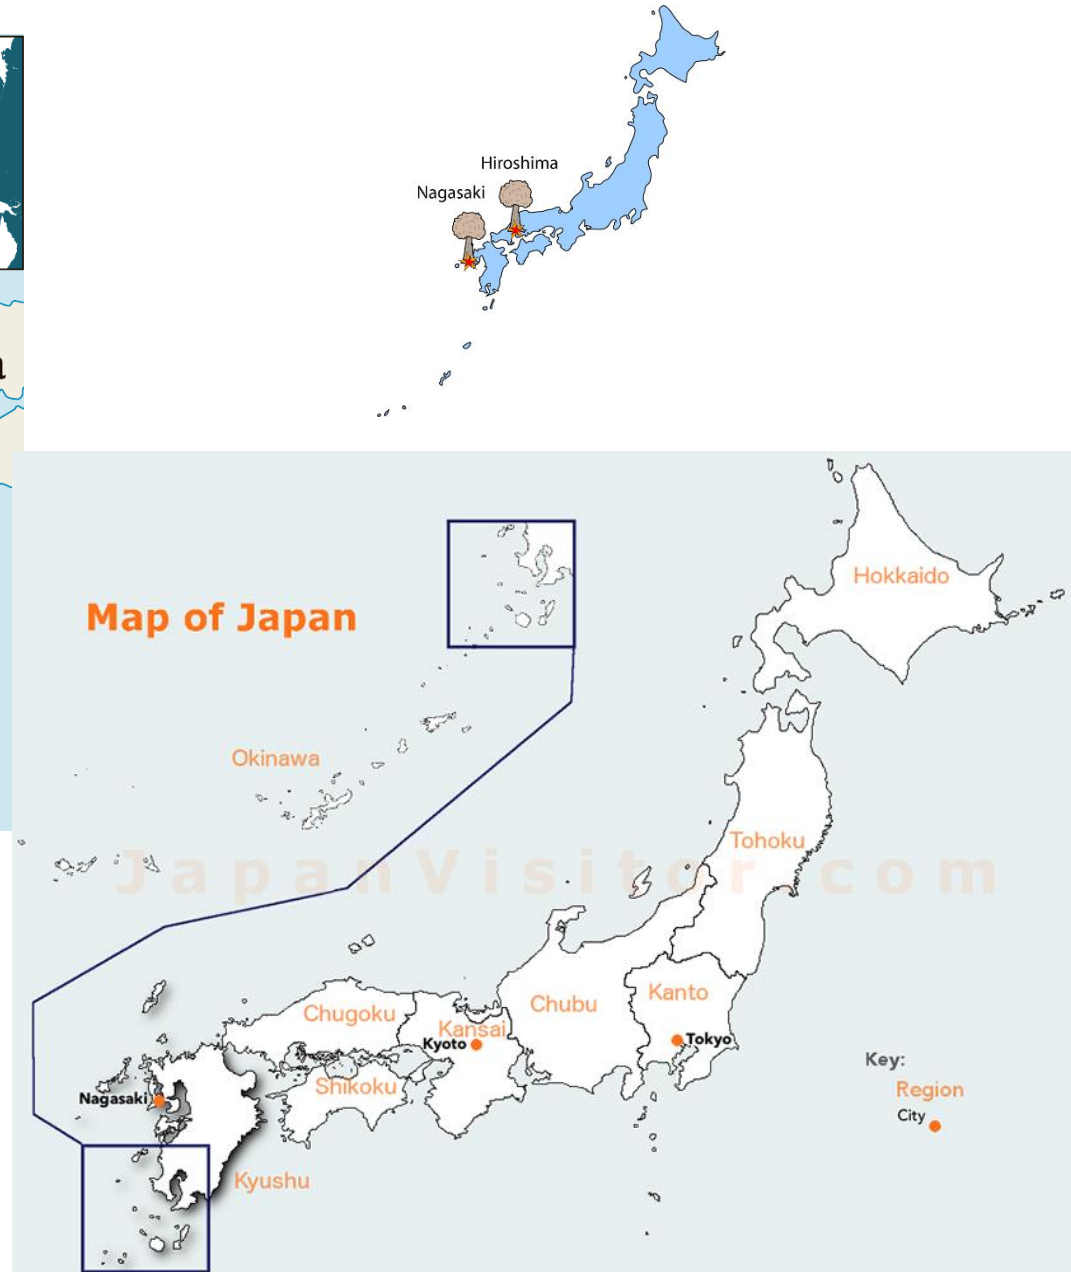 Hiroshima
Nagasaki
Map of Japan
Hokkaido
Okinawa
Tohoku
JapanVisitor.com
Chugoku
Kansai
Chubu
Kanto
Kyoto
Tokyo
Shikoku
Nagasaki
Kyushu
Key:
Region
City